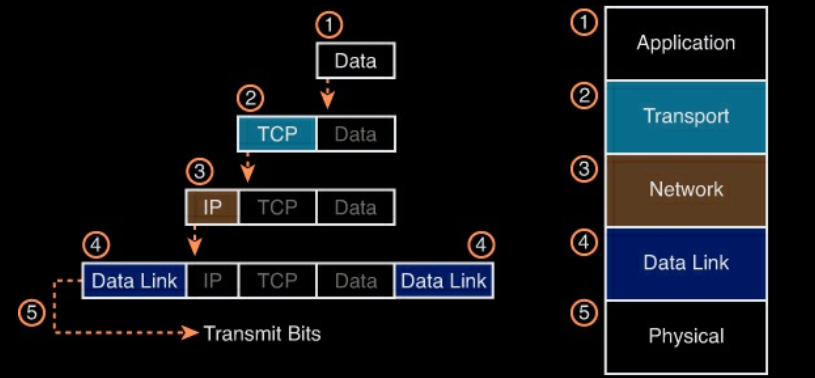 1
Data
2
TCP Data
3
IP TCP Data
4 4
Data Link IP TCP Data Data Link
5
Transmit Bits
1
Application
2
Transport
3
Network
4
Data Link
5
Physical